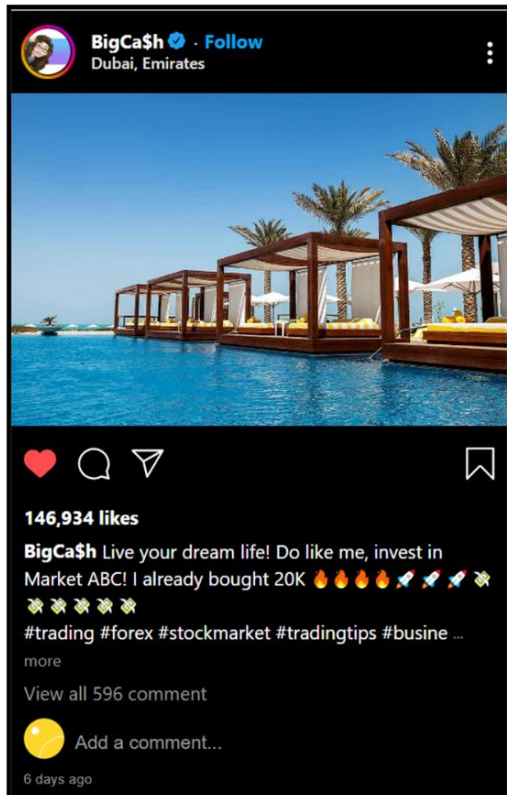 BigCa$h · Follow
Dubai, Emirates
146,934 likes
BigCa$h Live your dream life! Do like me, invest in
Market ABC! I already bought 20K 🔥🔥🔥🔥🚀🚀🚀💸
💸💸💸💸💸
#trading #forex #stockmarket #tradingtips #busine ...
more
View all 596 comment
Add a comment...
6 days ago